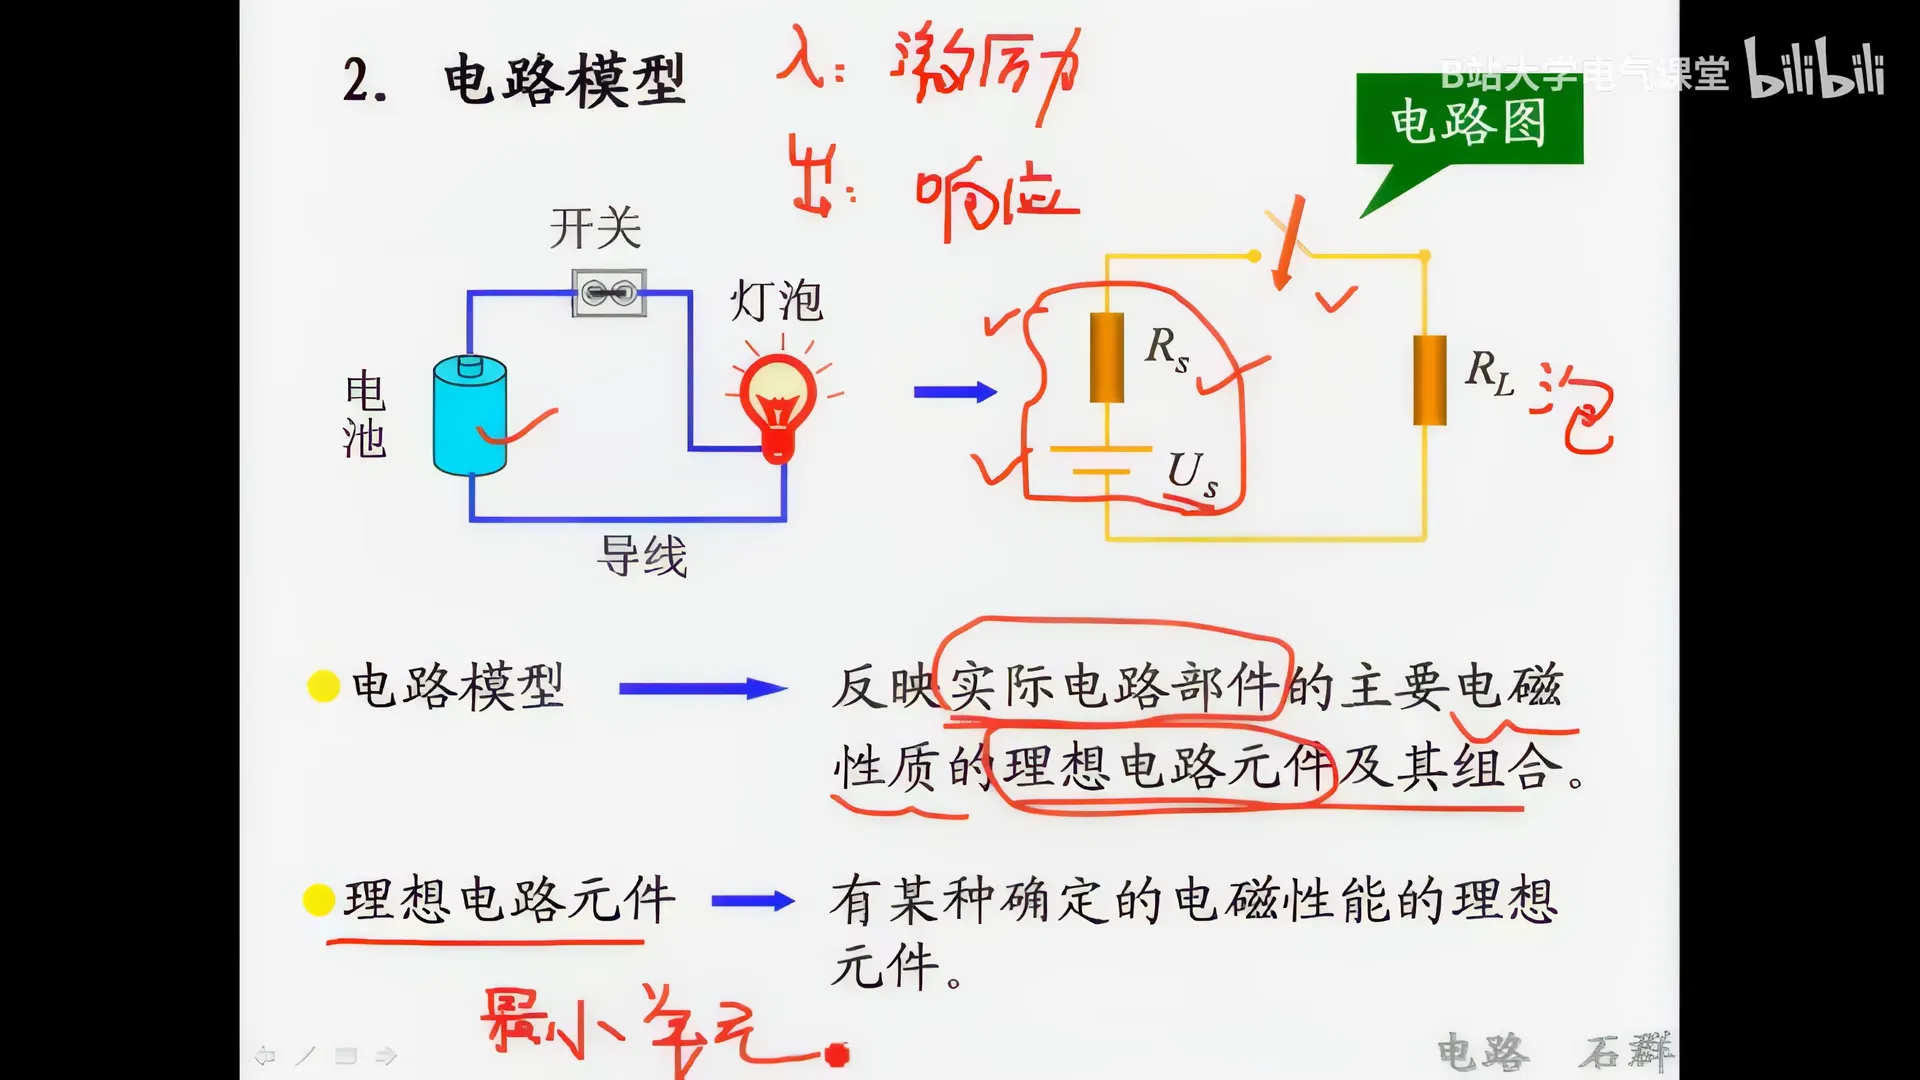 B站大学电气课堂 bilibili
2. 电路模型
入: 激励
出: 响应
电路图
开关
灯泡
电池
导线
Rs
Us
RL 泡
电路模型
反映实际电路部件的主要电磁
性质的理想电路元件及其组合。
理想电路元件
有某种确定的电磁性能的理想
元件。
最小单元
电路 石群